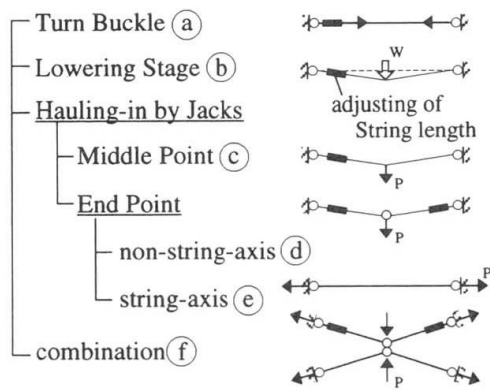 Turn Buckle ⓐ
Lowering Stage ⓑ
W
Hauling-in by Jacks
adjusting of
String length
Middle Point ⓒ
P
End Point
P
non-string-axis ⓓ
P
string-axis ⓔ
combination ⓕ
P